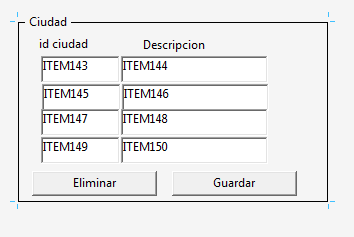 Ciudad
id ciudad Descripcion
ITEM143 ITEM144
ITEM145 ITEM146
ITEM147 ITEM148
ITEM149 ITEM150
Eliminar Guardar